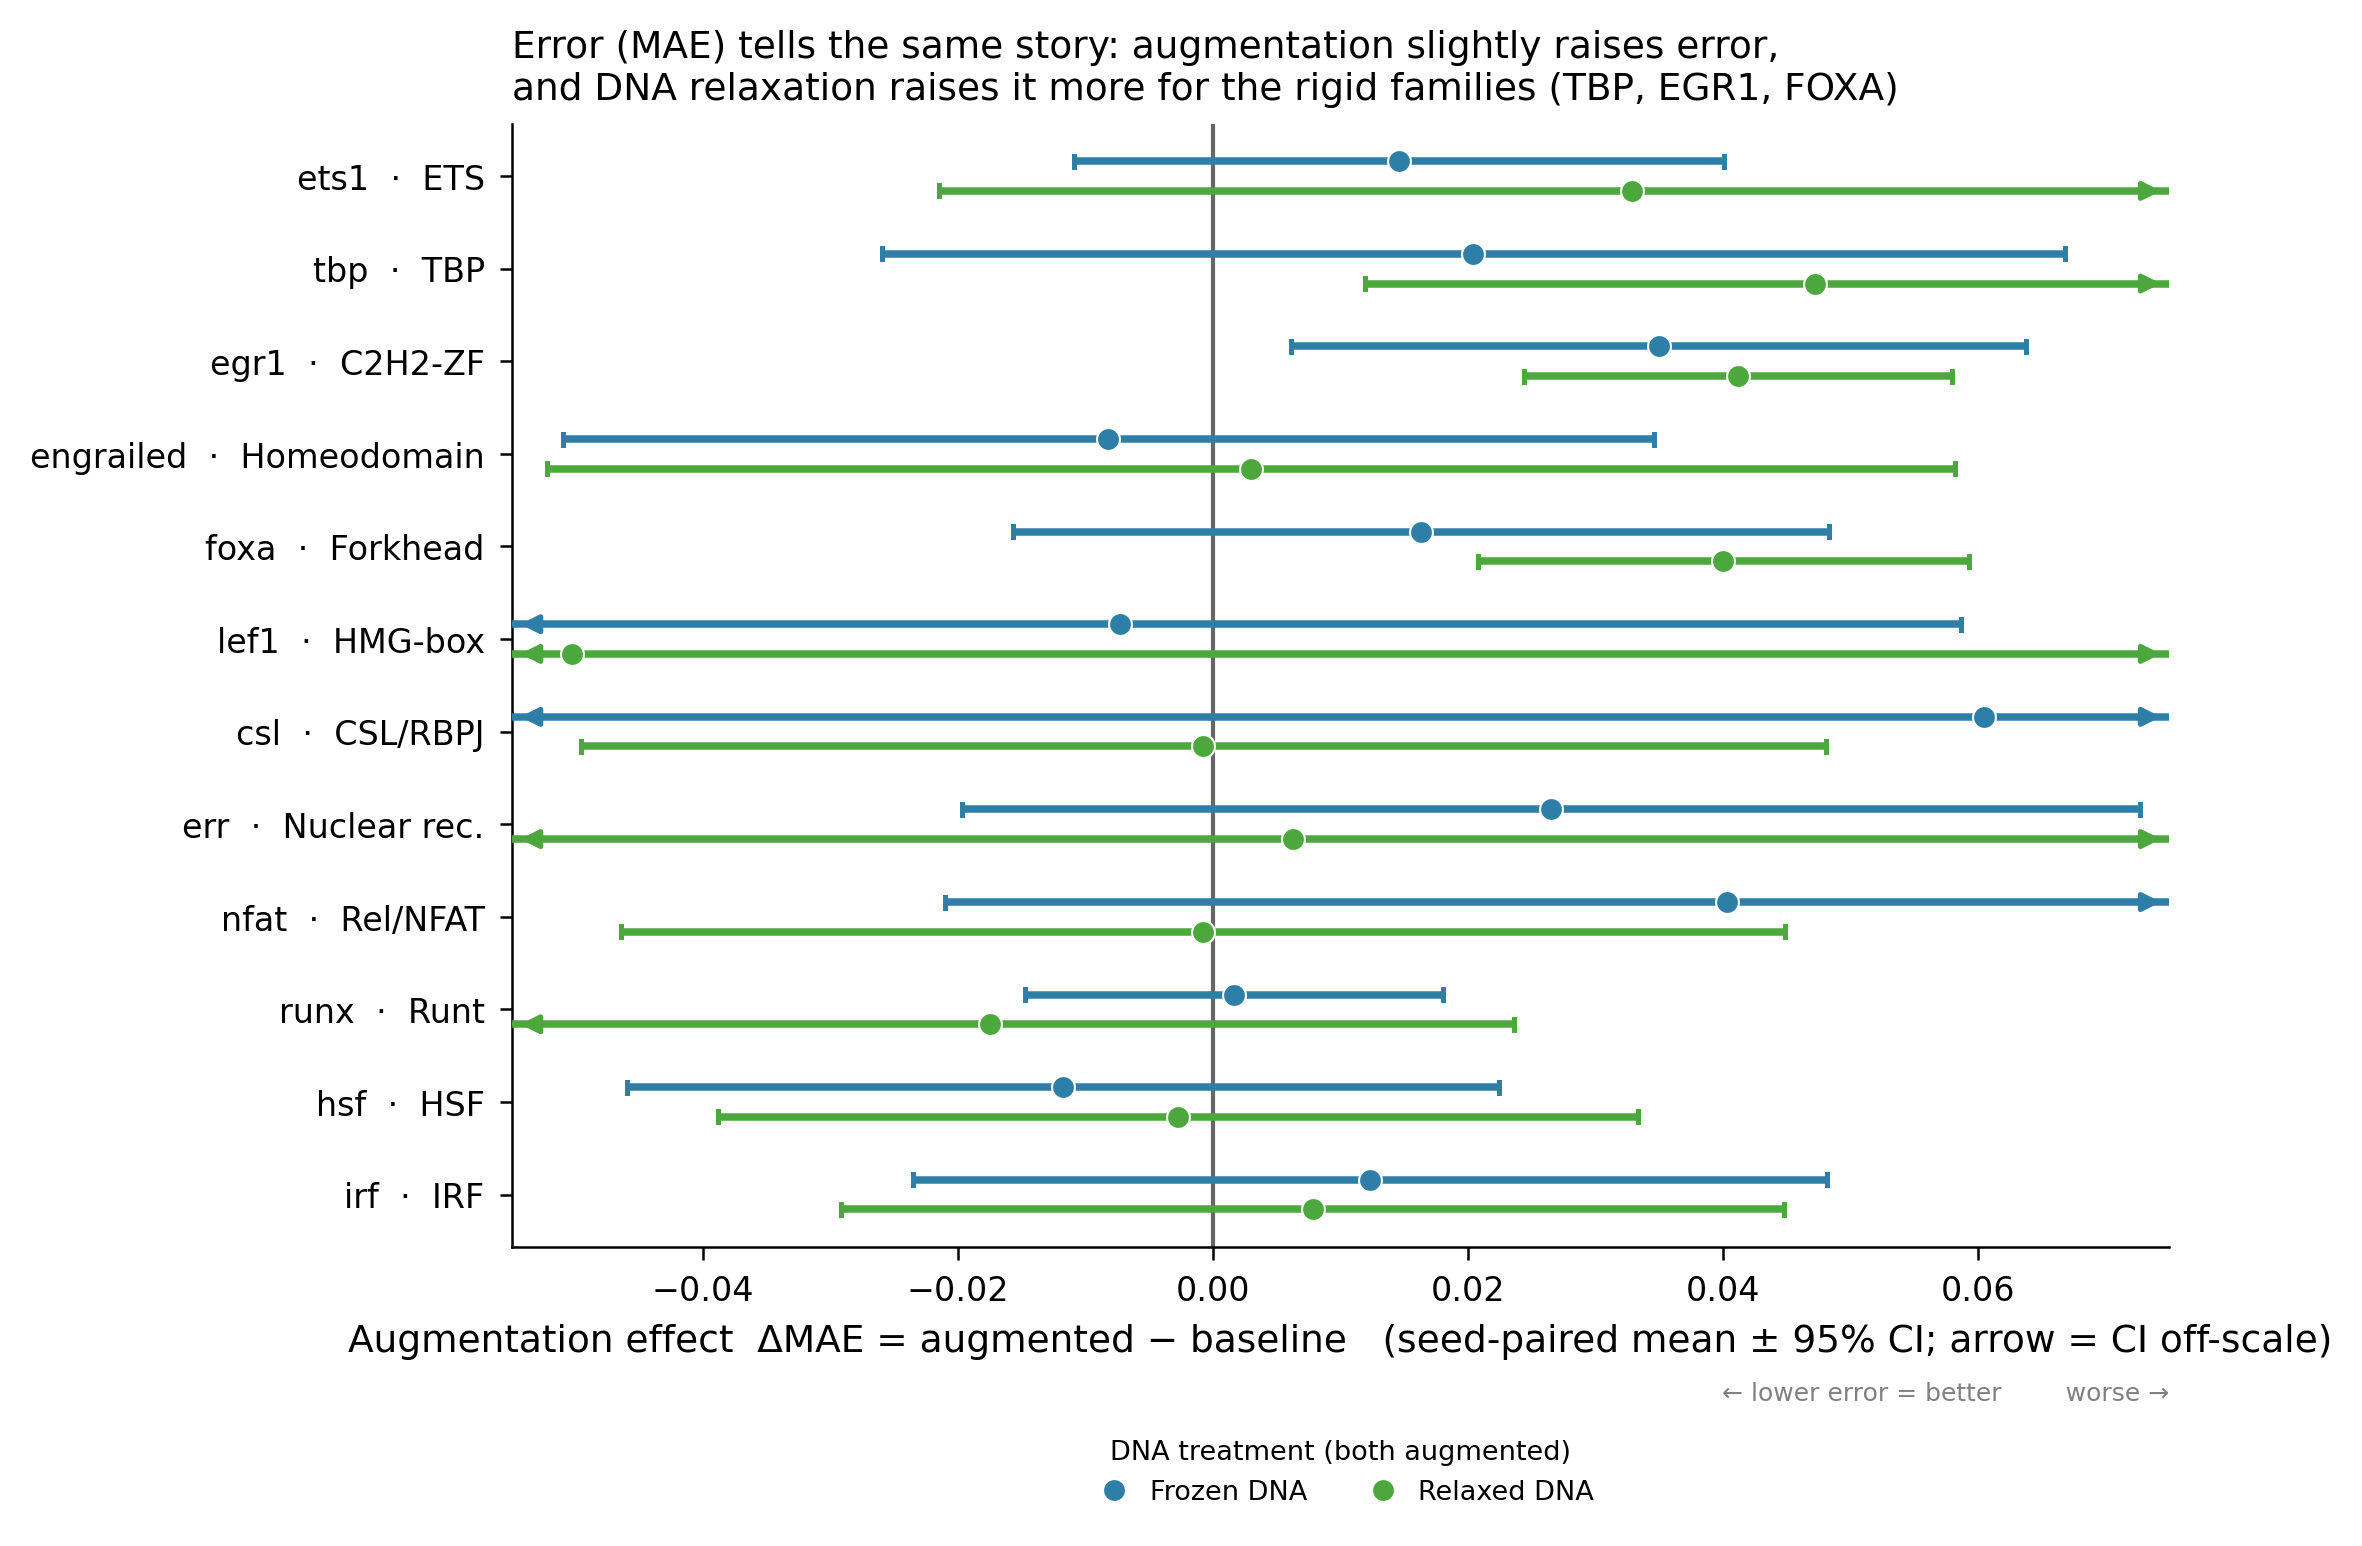 Error (MAE) tells the same story: augmentation slightly raises error,
and DNA relaxation raises it more for the rigid families (TBP, EGR1, FOXA)
ets1 · ETS
tbp · TBP
egr1 · C2H2-ZF
engrailed · Homeodomain
foxa · Forkhead
lef1 · HMG-box
csl · CSL/RBPJ
err · Nuclear rec.
nfat · Rel/NFAT
runx · Runt
hsf · HSF
irf · IRF
−0.04 −0.02 0.00 0.02 0.04 0.06
Augmentation effect ΔMAE = augmented − baseline (seed-paired mean ± 95% CI; arrow = CI off-scale)
← lower error = better worse →
DNA treatment (both augmented)
Frozen DNA Relaxed DNA